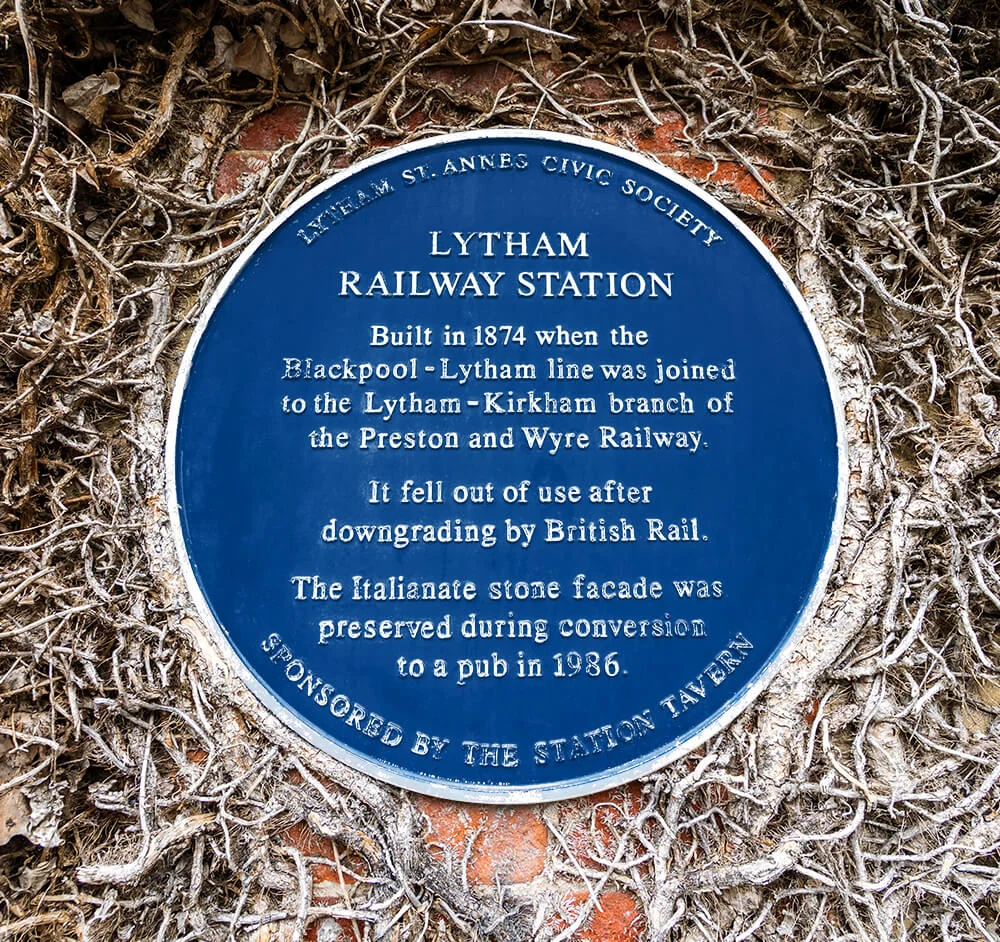 LYTHAM ST. ANNES CIVIC SOCIETY
LYTHAM
RAILWAY STATION
Built in 1874 when the
Blackpool - Lytham line was joined
to the Lytham - Kirkham branch of
the Preston and Wyre Railway.
It fell out of use after
downgrading by British Rail.
The Italianate stone facade was
preserved during conversion
to a pub in 1986.
SPONSORED BY THE STATION TAVERN